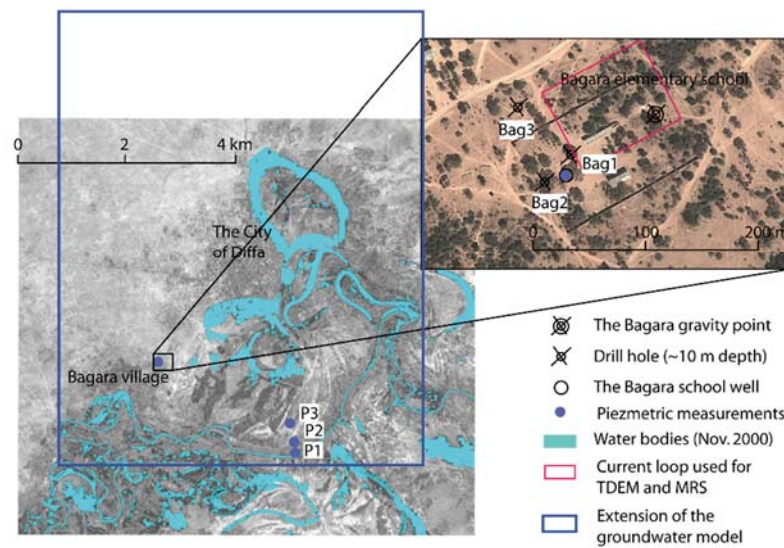 0 2 4 km
The City
of Diffa
Bagara village
P3
P2
P1
Bagara elementary school
Bag3
Bag1
Bag2
0 100 200 m
The Bagara gravity point
Drill hole (~10 m depth)
The Bagara school well
Piezmetric measurements
Water bodies (Nov. 2000)
Current loop used for
TDEM and MRS
Extension of the
groundwater model